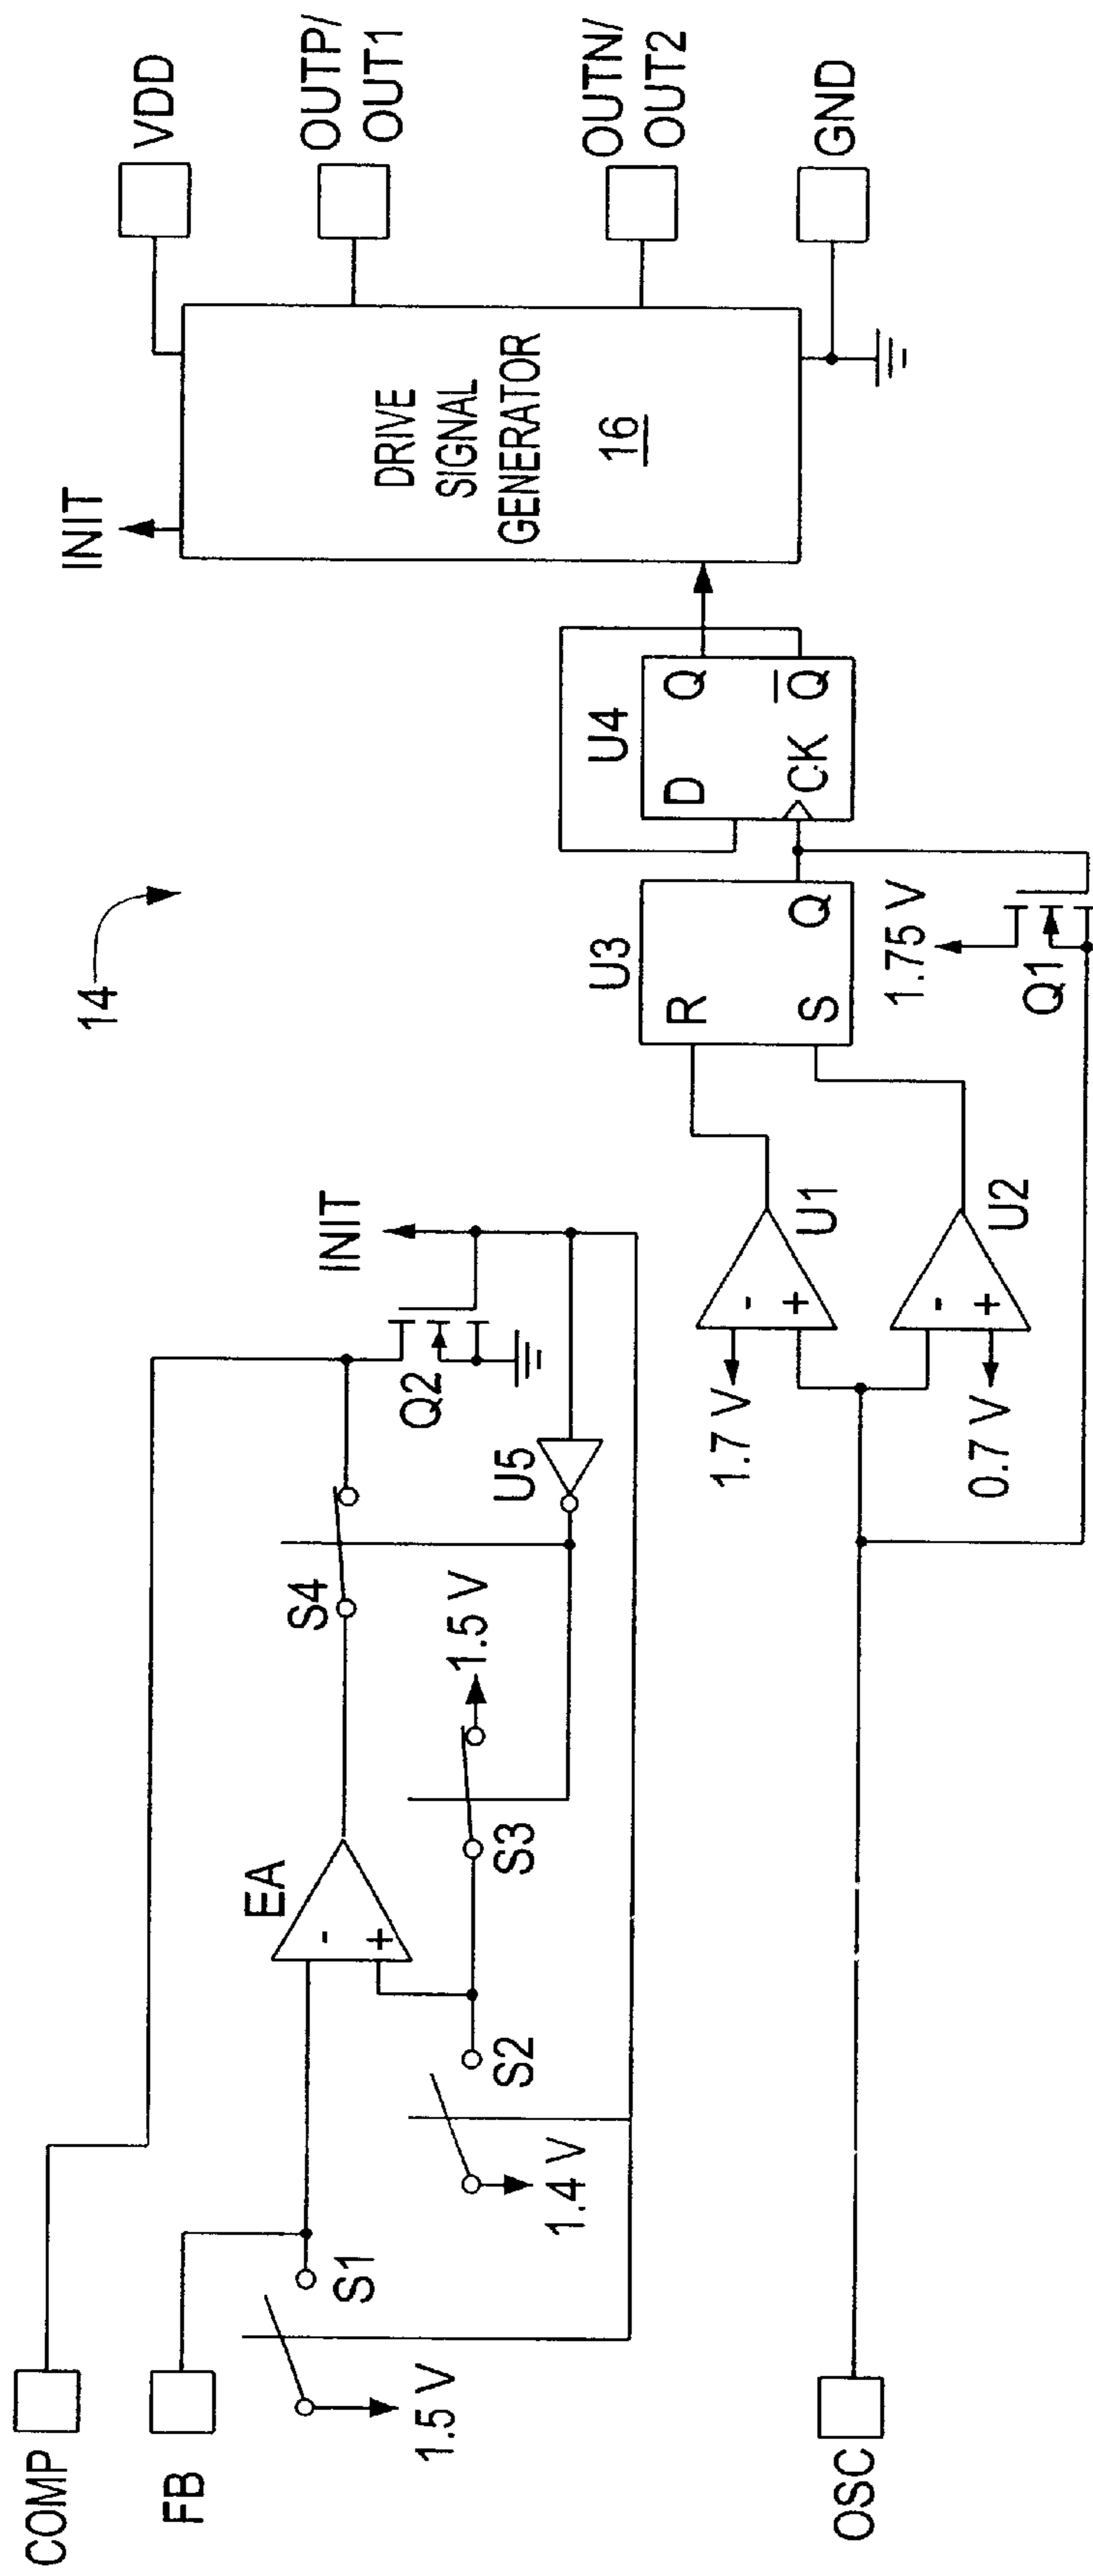 14
COMP
FB
1.5 V
S1
EA
-
+
S2
1.4 V
S3
1.5 V
S4
Q2
U5
INIT
INIT
VDD
OUTP/
OUT1
DRIVE
SIGNAL
GENERATOR
16
OUTN/
OUT2
GND
OSC
1.7 V
-
+
U1
0.7 V
-
+
U2
U3
R
S
Q
U4
D
Q
CK
Q̅
1.75 V
Q1